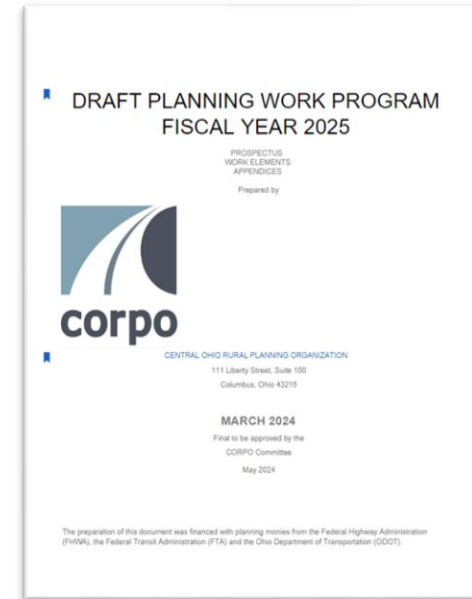 DRAFT PLANNING WORK PROGRAM
FISCAL YEAR 2025
PROSPECTUS
WORK ELEMENTS
APPENDICES
Prepared by
corpo
CENTRAL OHIO RURAL PLANNING ORGANIZATION
111 Liberty Street, Suite 100
Columbus, Ohio 43215
MARCH 2024
Final to be approved by the
CORPO Committee
May 2024
The preparation of this document was financed with planning monies from the Federal Highway Administration
(FHWA), the Federal Transit Administration (FTA) and the Ohio Department of Transportation (ODOT).